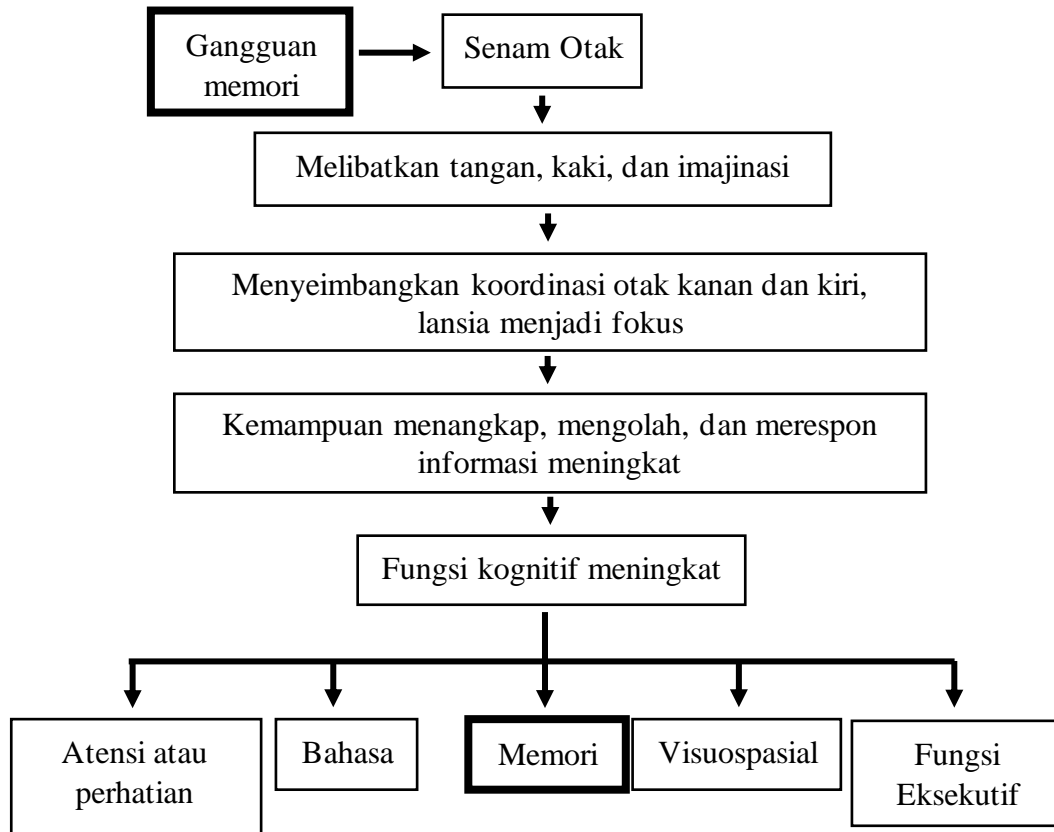 Gangguan
memori
Senam Otak
Melibatkan tangan, kaki, dan imajinasi
Menyeimbangkan koordinasi otak kanan dan kiri,
lansia menjadi fokus
Kemampuan menangkap, mengolah, dan merespon
informasi meningkat
Fungsi kognitif meningkat
Atensi atau
perhatian
Bahasa
Memori
Visuospasial
Fungsi
Eksekutif